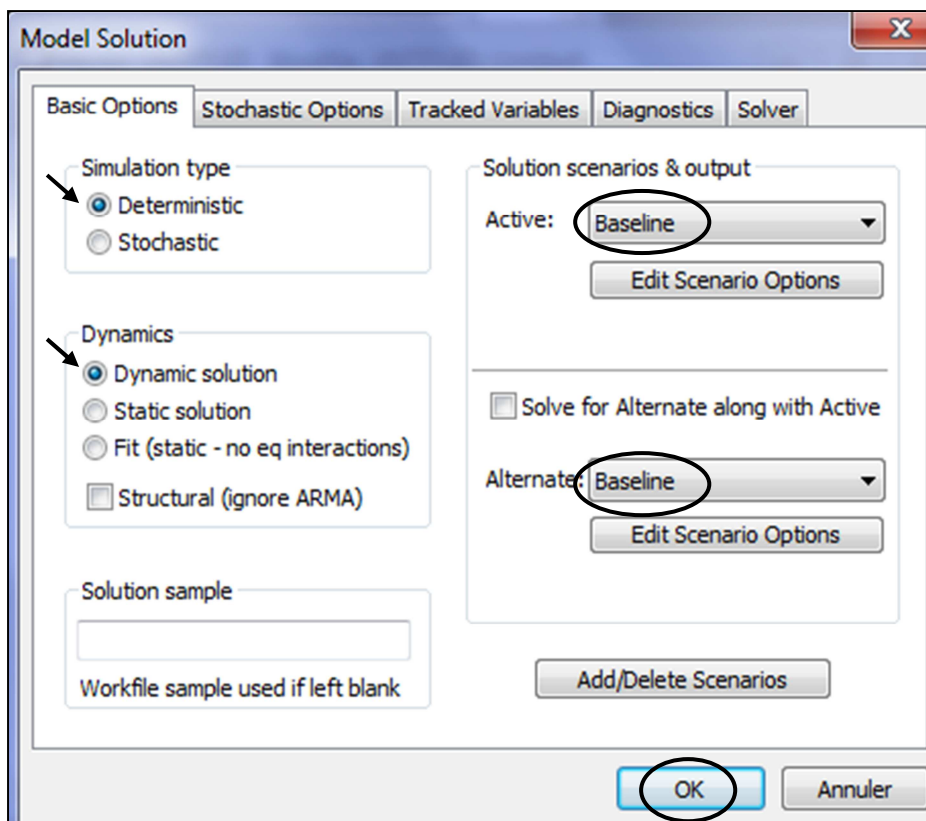 Model Solution
Basic Options
Stochastic Options
Tracked Variables
Diagnostics
Solver
Simulation type
Deterministic
Stochastic
Dynamics
Dynamic solution
Static solution
Fit (static - no eq interactions)
Structural (ignore ARMA)
Solution sample
Workfile sample used if left blank
Solution scenarios & output
Active: Baseline
Edit Scenario Options
Solve for Alternate along with Active
Alternate: Baseline
Edit Scenario Options
Add/Delete Scenarios
OK
Annuler